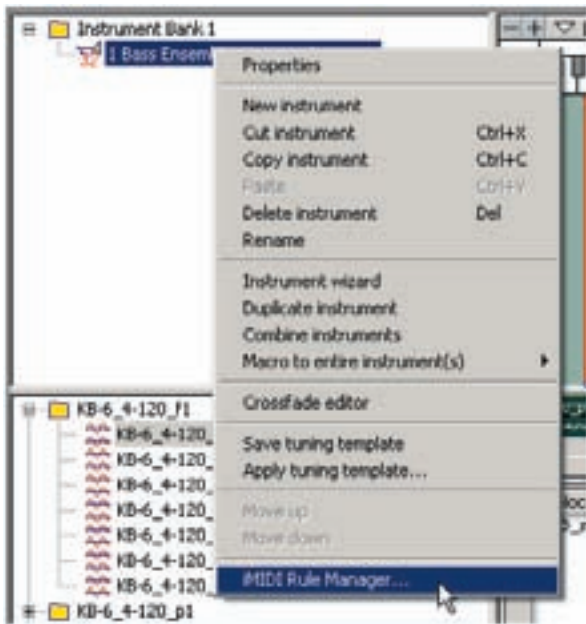 Instrument Bank 1
1 Bass Ensem
Properties
New instrument
Cut instrument Ctrl+X
Copy instrument Ctrl+C
Paste Ctrl+V
Delete instrument Del
Rename
Instrument wizard
Duplicate instrument
Combine instruments
Macro to entire instrument(s)
Crossfade editor
Save tuning template
Apply tuning template...
Move up
Move down
iMIDI Rule Manager...
KB-6_4-120_f1
KB-6_4-120_
KB-6_4-120_
KB-6_4-120_
KB-6_4-120_
KB-6_4-120_
KB-6_4-120_
KB-6_4-120_
KB-6_4-120_p1